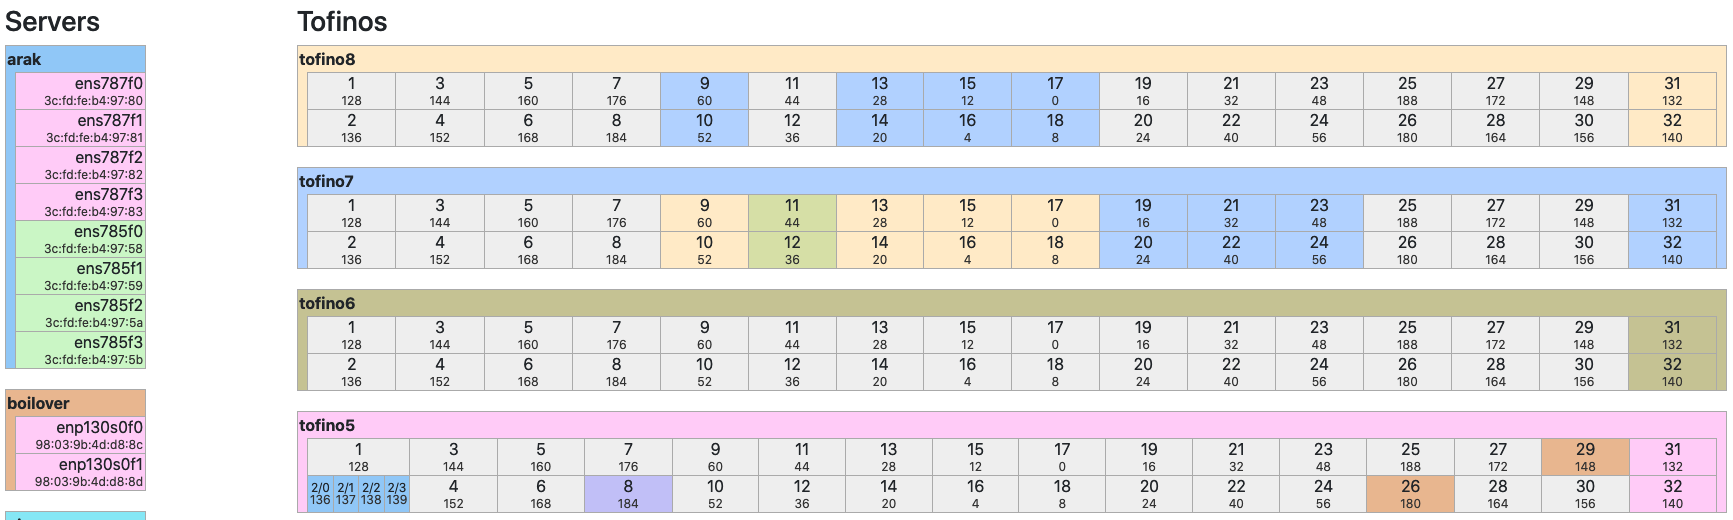 Servers
arak
ens787f0
3c:fd:fe:b4:97:80
ens787f1
3c:fd:fe:b4:97:81
ens787f2
3c:fd:fe:b4:97:82
ens787f3
3c:fd:fe:b4:97:83
ens785f0
3c:fd:fe:b4:97:58
ens785f1
3c:fd:fe:b4:97:59
ens785f2
3c:fd:fe:b4:97:5a
ens785f3
3c:fd:fe:b4:97:5b
boilover
enp130s0f0
98:03:9b:4d:d8:8c
enp130s0f1
98:03:9b:4d:d8:8d
Tofinos
tofino8
1 3 5 7 9 11 13 15 17 19 21 23 25 27 29 31
128 144 160 176 60 44 28 12 0 16 32 48 188 172 148 132
2 4 6 8 10 12 14 16 18 20 22 24 26 28 30 32
136 152 168 184 52 36 20 4 8 24 40 56 180 164 156 140
tofino7
1 3 5 7 9 11 13 15 17 19 21 23 25 27 29 31
128 144 160 176 60 44 28 12 0 16 32 48 188 172 148 132
2 4 6 8 10 12 14 16 18 20 22 24 26 28 30 32
136 152 168 184 52 36 20 4 8 24 40 56 180 164 156 140
tofino6
1 3 5 7 9 11 13 15 17 19 21 23 25 27 29 31
128 144 160 176 60 44 28 12 0 16 32 48 188 172 148 132
2 4 6 8 10 12 14 16 18 20 22 24 26 28 30 32
136 152 168 184 52 36 20 4 8 24 40 56 180 164 156 140
tofino5
1 3 5 7 9 11 13 15 17 19 21 23 25 27 29 31
128 144 160 176 60 44 28 12 0 16 32 48 188 172 148 132
2/0 2/1 2/2 2/3 4 6 8 10 12 14 16 18 20 22 24 26 28 30 32
136 137 138 139 152 168 184 52 36 20 4 8 24 40 56 180 164 156 140